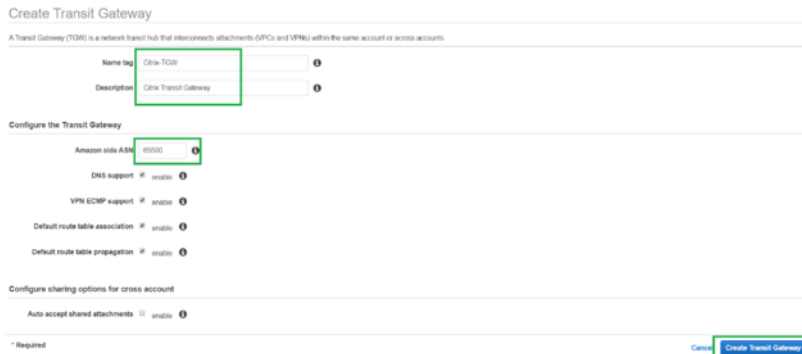 Create Transit Gateway
A Transit Gateway (TGW) is a network transit hub that interconnects attachments (VPCs and VPNs) within the same account or across accounts.
Name tag Citrix-TGW
Description Citrix Transit Gateway
Configure the Transit Gateway
Amazon side ASN 65500
DNS support enable
VPN ECMP support enable
Default route table association enable
Default route table propagation enable
Configure sharing options for cross account
Auto accept shared attachments enable
* Required Cancel Create Transit Gateway